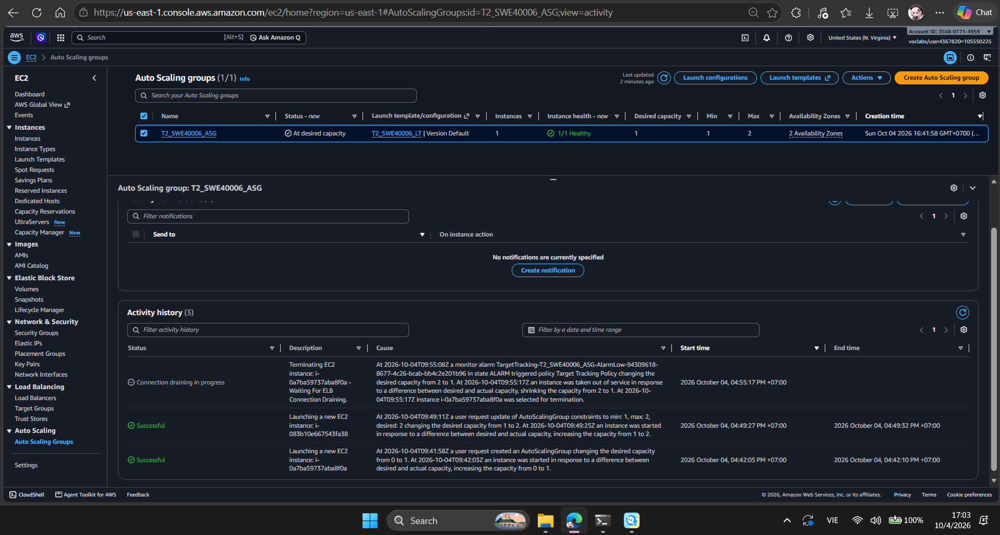 https://us-east-1.console.aws.amazon.com/ec2/home?region=us-east-1#AutoScalingGroups:id=T2_SWE40006_ASG;view=activity
Chat
aws
Search
[Alt+S]
Ask Amazon Q
United States (N. Virginia)
Account ID: 3548-0171-4959
voclabs/user4367820=105550225
EC2
Auto Scaling groups
EC2
Dashboard
AWS Global View
Events
Instances
Instances
Instance Types
Launch Templates
Spot Requests
Savings Plans
Reserved Instances
Dedicated Hosts
Capacity Reservations
UltraServers New
Capacity Manager New
Images
AMIs
AMI Catalog
Elastic Block Store
Volumes
Snapshots
Lifecycle Manager
Network & Security
Security Groups
Elastic IPs
Placement Groups
Key Pairs
Network Interfaces
Load Balancing
Load Balancers
Target Groups
Trust Stores
Auto Scaling
Auto Scaling Groups
Settings
Auto Scaling groups (1/1) Info
Last updated
2 minutes ago
Launch configurations
Launch templates
Actions
Create Auto Scaling group
Search your Auto Scaling groups
1
Name
Status - new
Launch template/configuration
Instances
Instance health - new
Desired capacity
Min
Max
Availability Zones
Creation time
T2_SWE40006_ASG
At desired capacity
T2_SWE40006_LT | Version Default
1
1/1 Healthy
1
1
2
2 Availability Zones
Sun Oct 04 2026 16:41:58 GMT+0700 (...
Auto Scaling group: T2_SWE40006_ASG
Filter notifications
1
Send to
On instance action
No notifications are currently specified
Create notification
Activity history (3)
Filter activity history
Filter by a date and time range
1
Status
Description
Cause
Start time
End time
Connection draining in progress
Terminating EC2
instance: i-
0a7ba59737aba8f0a -
Waiting For ELB
Connection Draining.
At 2026-10-04T09:55:08Z a monitor alarm TargetTracking-T2_SWE40006_ASG-AlarmLow-94309618-
8677-4c26-bcab-bb4c2e201b96 in state ALARM triggered policy Target Tracking Policy changing the
desired capacity from 2 to 1. At 2026-10-04T09:55:17Z an instance was taken out of service in response
to a difference between desired and actual capacity, shrinking the capacity from 2 to 1. At 2026-10-
04T09:55:17Z instance i-0a7ba59737aba8f0a was selected for termination.
2026 October 04, 04:55:17 PM +07:00
Successful
Launching a new EC2
instance: i-
083b10e667543fa38
At 2026-10-04T09:49:11Z a user request update of AutoScalingGroup constraints to min: 1, max: 2,
desired: 2 changing the desired capacity from 1 to 2. At 2026-10-04T09:49:25Z an instance was started
in response to a difference between desired and actual capacity, increasing the capacity from 1 to 2.
2026 October 04, 04:49:27 PM +07:00
2026 October 04, 04:49:32 PM +07:00
Successful
Launching a new EC2
instance: i-
0a7ba59737aba8f0a
At 2026-10-04T09:41:58Z a user request created an AutoScalingGroup changing the desired capacity
from 0 to 1. At 2026-10-04T09:42:03Z an instance was started in response to a difference between
desired and actual capacity, increasing the capacity from 0 to 1.
2026 October 04, 04:42:05 PM +07:00
2026 October 04, 04:42:10 PM +07:00
CloudShell
Agent Toolkit for AWS
Feedback
© 2026, Amazon Web Services, Inc. or its affiliates.
Privacy
Terms
Cookie preferences
Search
VIE
100%
17:03
10/4/2026